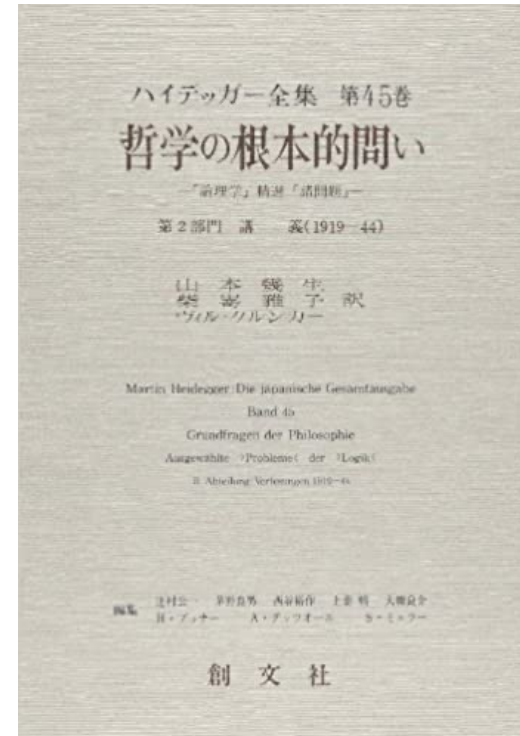 ハイデッガー全集 第45巻
哲学の根本的問い
―「論理学」精選「諸問題」―
第2部門 講 義(1919―44)
山 本 幾 生
柴 嵜 雅 子 訳
ヴィル・クルンカー
Martin Heidegger: Die japanische Gesamtausgabe
Band 45
Grundfragen der Philosophie
Ausgewählte ›Probleme‹ der ›Logik‹
II. Abteilung: Vorlesungen 1919―44
編集 辻村公一 茅野良男 西谷裕作 上妻 精 大橋良介
H・ブァナー A・グッツオーニ S・ミュラー
創 文 社